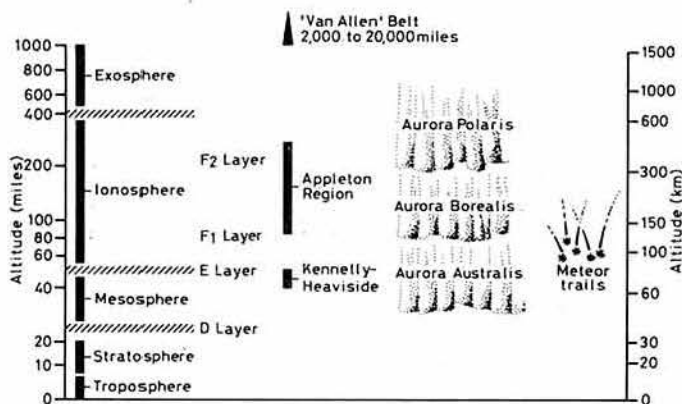 'Van Allen' Belt
2,000 to 20,000 miles
Altitude (miles)
1000
800
600
400
200
100
80
60
40
20
10
0
Exosphere
Ionosphere
Mesosphere
Stratosphere
Troposphere
F2 Layer
F1 Layer
E Layer
D Layer
Appleton
Region
Kennelly-
Heaviside
Aurora Polaris
Aurora Borealis
Aurora Australis
Meteor
trails
1500
1000
600
300
150
100
60
30
20
0
Altitude (km)